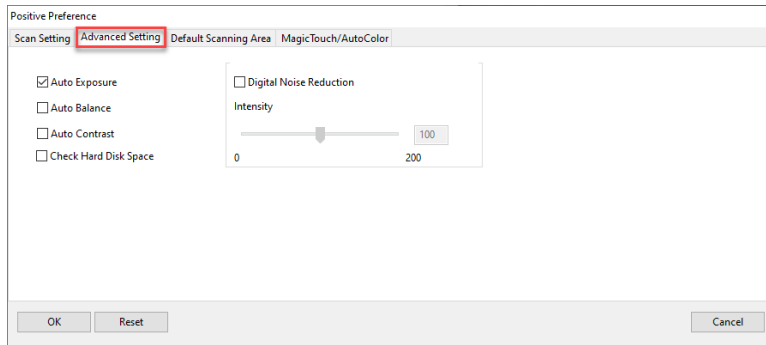 Positive Preference
Scan Setting Advanced Setting Default Scanning Area MagicTouch/AutoColor
Auto Exposure
Auto Balance
Auto Contrast
Check Hard Disk Space
Digital Noise Reduction
Intensity
100
0 200
OK Reset Cancel